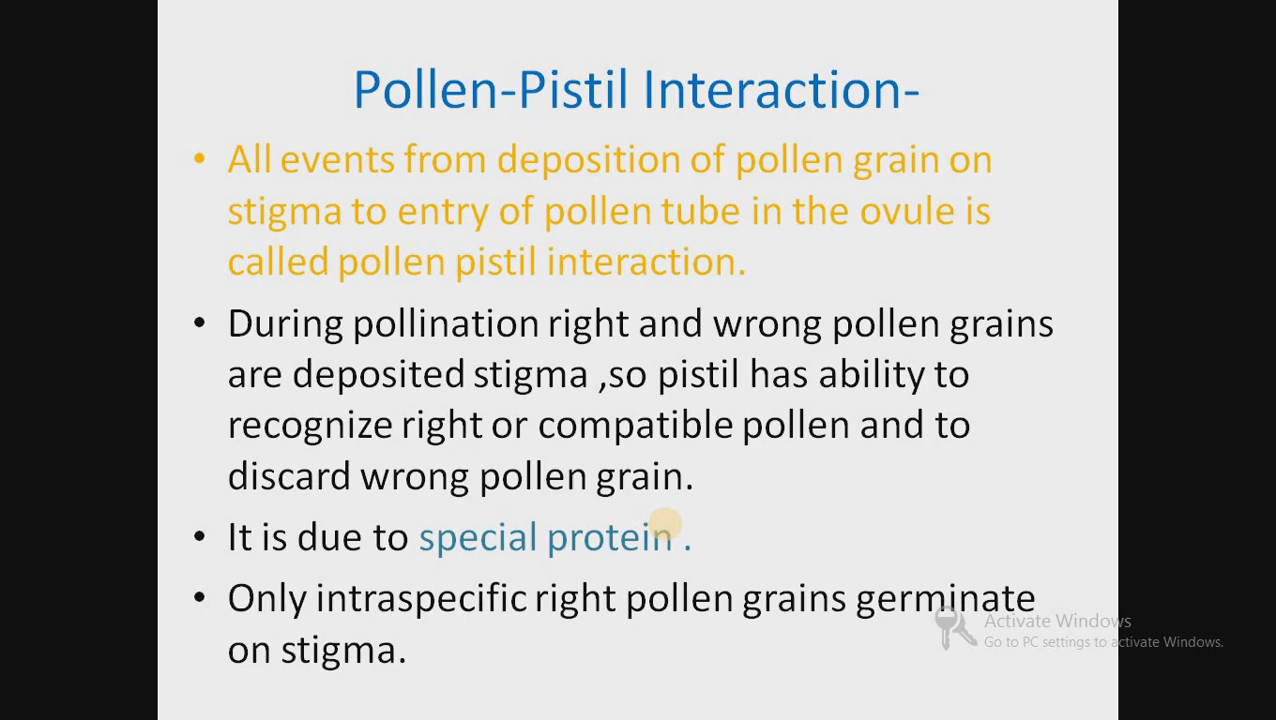 Pollen-Pistil Interaction-
• All events from deposition of pollen grain on
stigma to entry of pollen tube in the ovule is
called pollen pistil interaction.
• During pollination right and wrong pollen grains
are deposited stigma ,so pistil has ability to
recognize right or compatible pollen and to
discard wrong pollen grain.
• It is due to special protein .
• Only intraspecific right pollen grains germinate
on stigma.
Activate Windows
Go to PC settings to activate Windows.